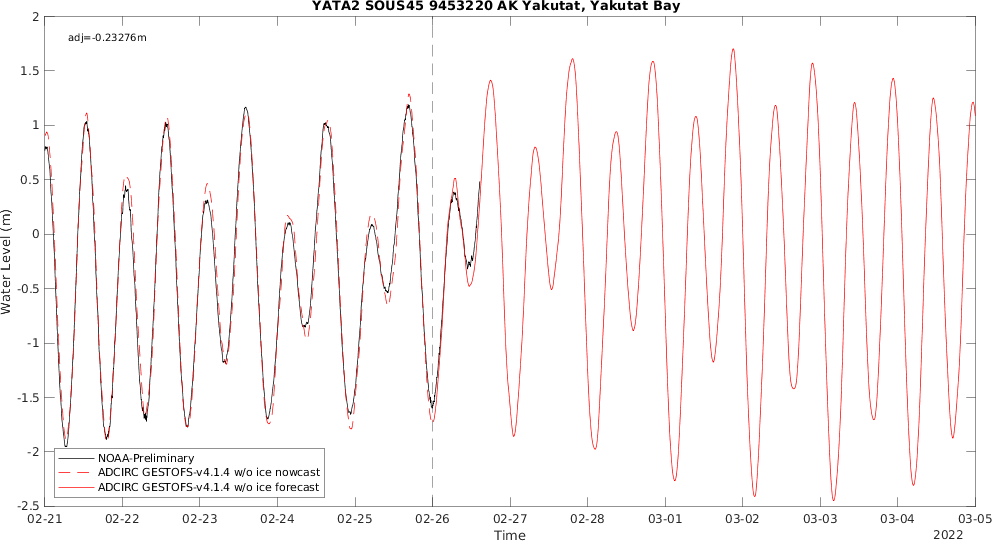 YATA2 SOUS45 9453220 AK Yakutat, Yakutat Bay
adj=-0.23276m
2
1.5
1
0.5
0
-0.5
-1
-1.5
-2
-2.5
Water Level (m)
NOAA-Preliminary
ADCIRC GESTOFS-v4.1.4 w/o ice nowcast
ADCIRC GESTOFS-v4.1.4 w/o ice forecast
02-21 02-22 02-23 02-24 02-25 02-26 02-27 02-28 03-01 03-02 03-03 03-04 03-05
Time
2022